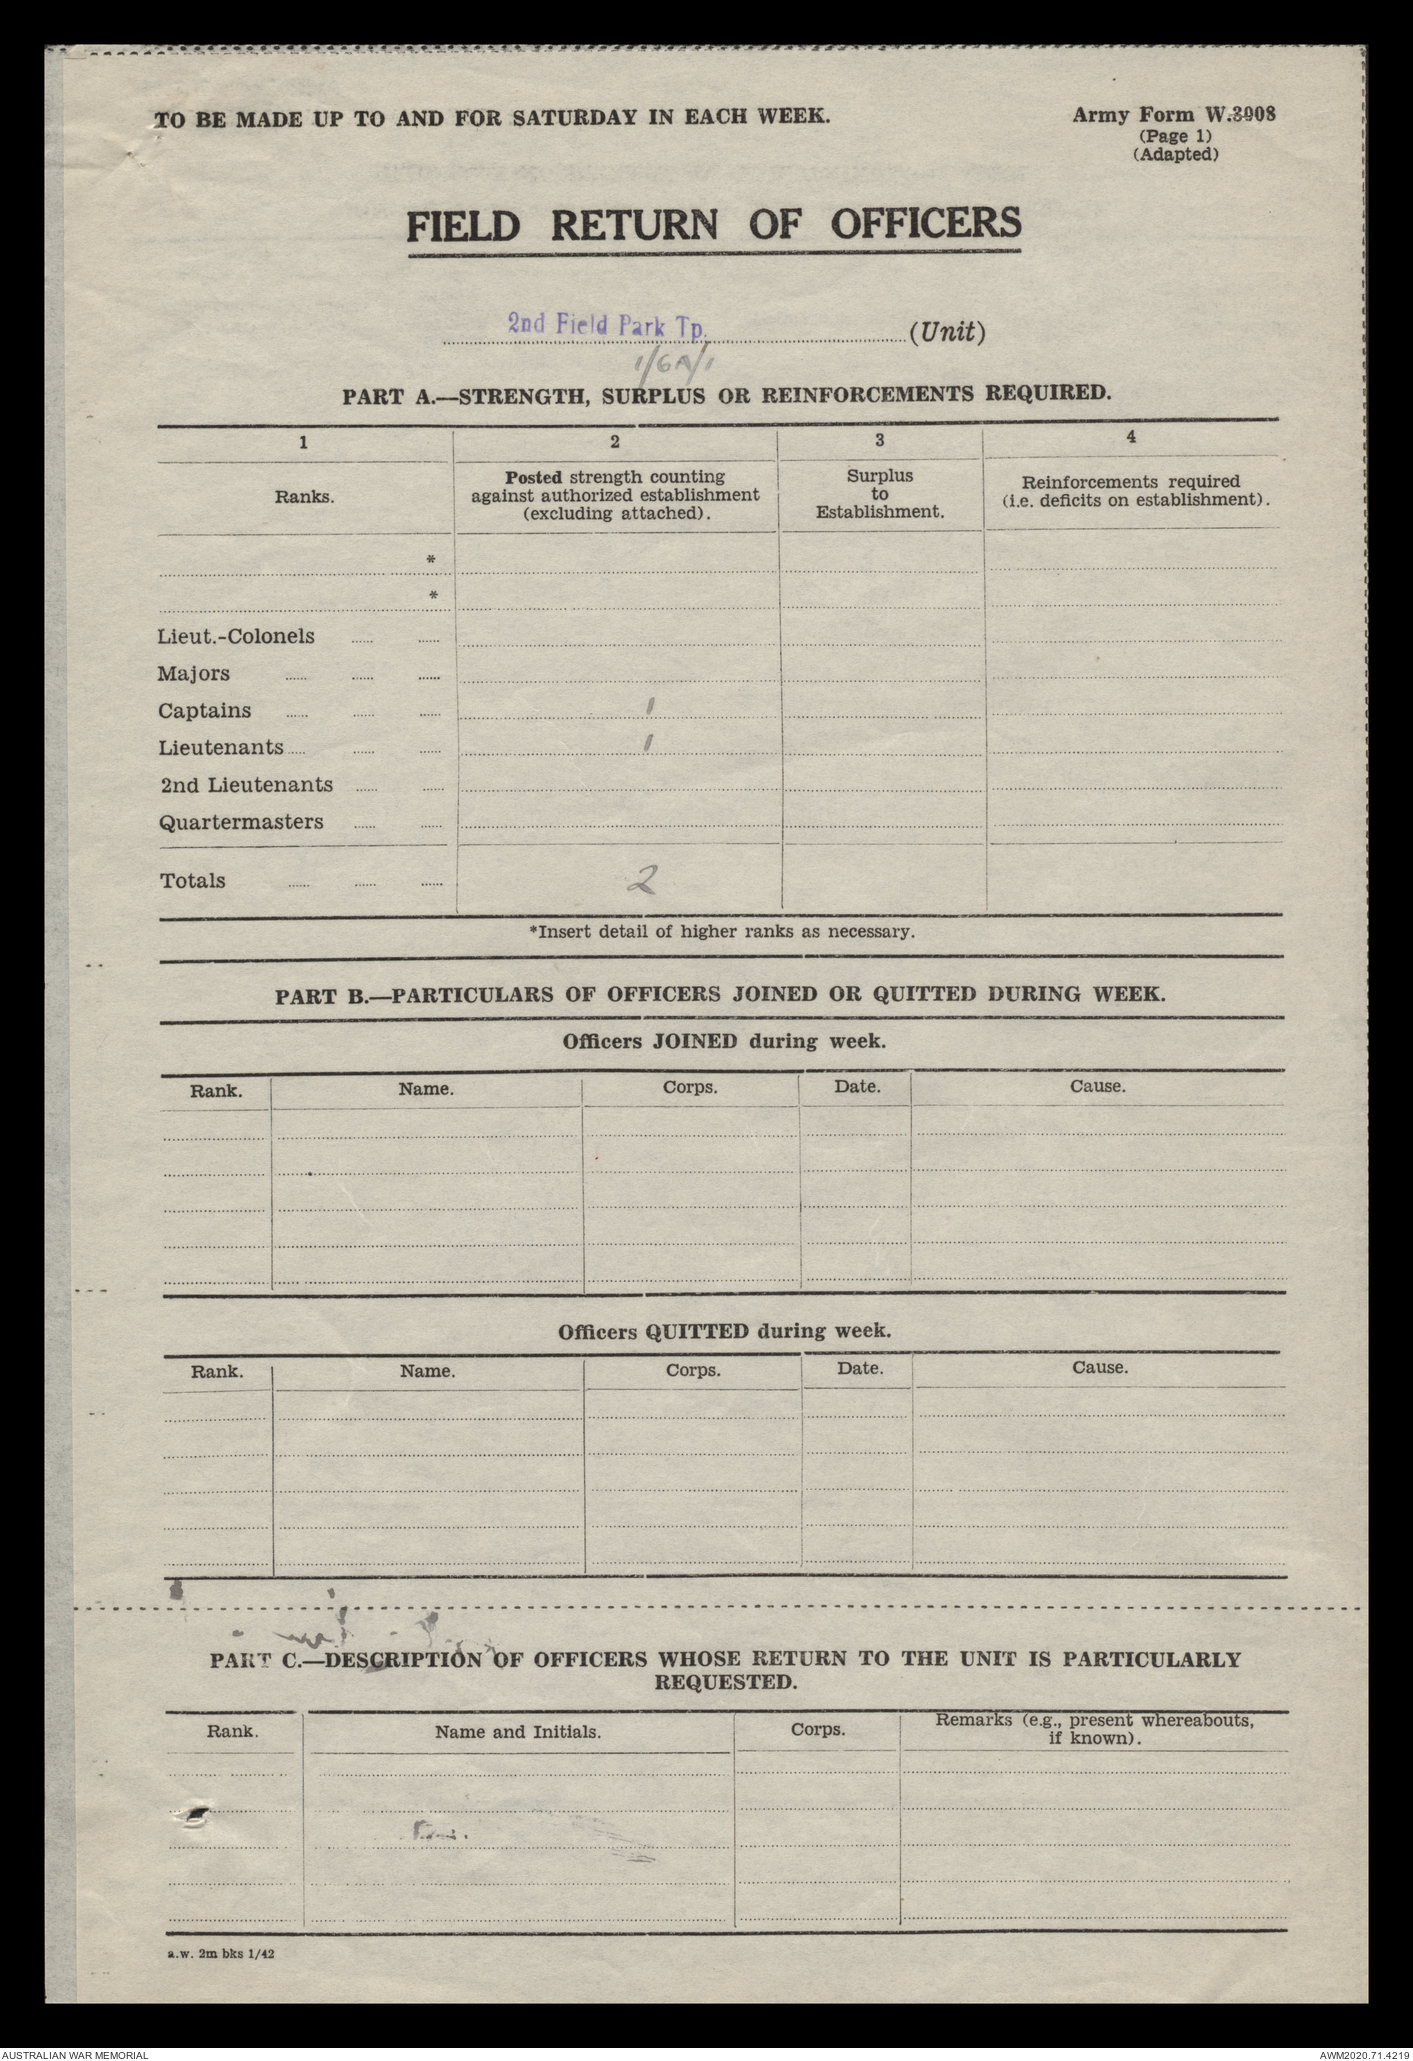 TO BE MADE UP TO AND FOR SATURDAY IN EACH WEEK.
Army Form W.3008
(Page 1)
(Adapted)
FIELD RETURN OF OFFICERS
2nd Field Park Tp. (Unit)
1/6A/1
PART A.—STRENGTH, SURPLUS OR REINFORCEMENTS REQUIRED.
1 2 3 4
Ranks.
Posted strength counting
against authorized establishment
(excluding attached).
Surplus
to
Establishment.
Reinforcements required
(i.e. deficits on establishment).
*
*
Lieut.-Colonels
Majors
Captains 1
Lieutenants 1
2nd Lieutenants
Quartermasters
Totals 2
*Insert detail of higher ranks as necessary.
PART B.—PARTICULARS OF OFFICERS JOINED OR QUITTED DURING WEEK.
Officers JOINED during week.
Rank. Name. Corps. Date. Cause.
Officers QUITTED during week.
Rank. Name. Corps. Date. Cause.
PART C.—DESCRIPTION OF OFFICERS WHOSE RETURN TO THE UNIT IS PARTICULARLY
REQUESTED.
Rank. Name and Initials. Corps.
Remarks (e.g., present whereabouts,
if known).
a.w. 2m bks 1/42
AUSTRALIAN WAR MEMORIAL
AWM2020.71.4219